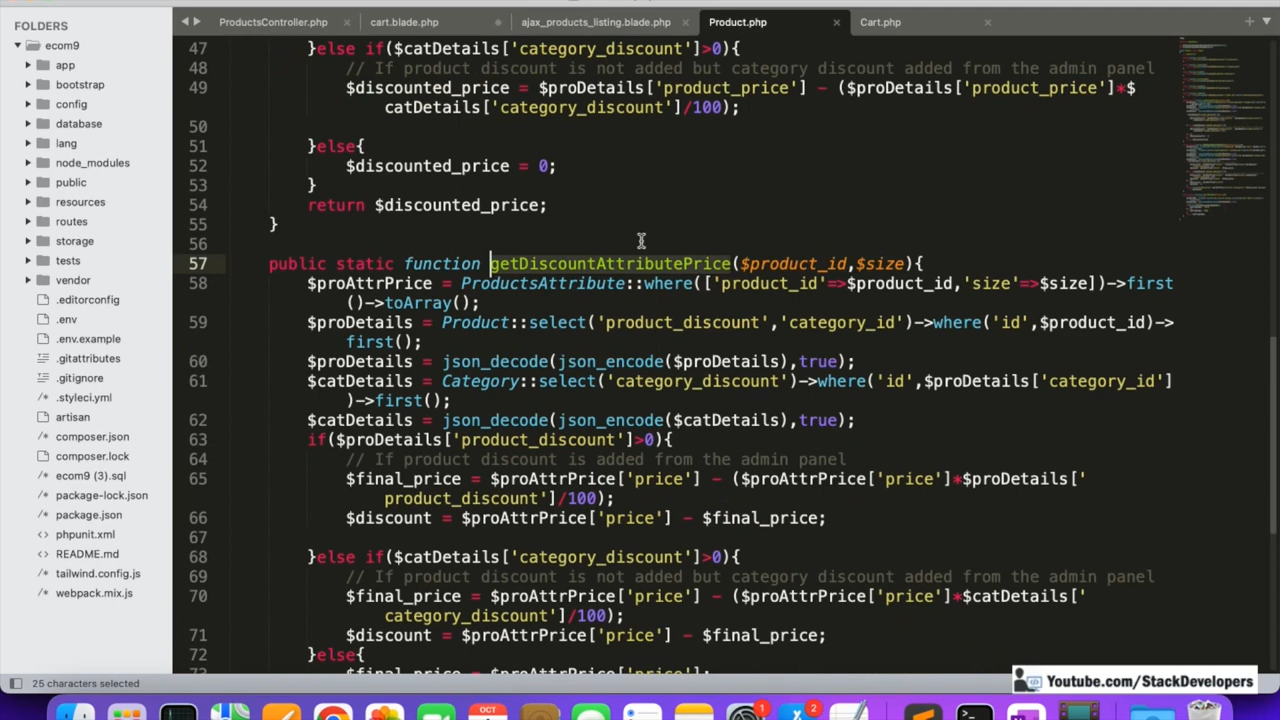 FOLDERS
ProductsController.php
cart.blade.php
ajax_products_listing.blade.php
Product.php
Cart.php
ecom9
app
bootstrap
config
database
lang
node_modules
public
resources
routes
storage
tests
vendor
.editorconfig
.env
.env.example
.gitattributes
.gitignore
.styleci.yml
artisan
composer.json
composer.lock
ecom9 (3).sql
package-lock.json
package.json
phpunit.xml
README.md
tailwind.config.js
webpack.mix.js
47 }else if($catDetails['category_discount']>0){
48 // If product discount is not added but category discount added from the admin panel
49 $discounted_price = $proDetails['product_price'] - ($proDetails['product_price']*$
catDetails['category_discount']/100);
50
51 }else{
52 $discounted_price = 0;
53 }
54 return $discounted_price;
55 }
56
57 public static function getDiscountAttributePrice($product_id,$size){
58 $proAttrPrice = ProductsAttribute::where(['product_id'=>$product_id,'size'=>$size])->first
()->toArray();
59 $proDetails = Product::select('product_discount','category_id')->where('id',$product_id)->
first();
60 $proDetails = json_decode(json_encode($proDetails),true);
61 $catDetails = Category::select('category_discount')->where('id',$proDetails['category_id']
)->first();
62 $catDetails = json_decode(json_encode($catDetails),true);
63 if($proDetails['product_discount']>0){
64 // If product discount is added from the admin panel
65 $final_price = $proAttrPrice['price'] - ($proAttrPrice['price']*$proDetails['
product_discount']/100);
66 $discount = $proAttrPrice['price'] - $final_price;
67
68 }else if($catDetails['category_discount']>0){
69 // If product discount is not added but category discount added from the admin panel
70 $final_price = $proAttrPrice['price'] - ($proAttrPrice['price']*$catDetails['
category_discount']/100);
71 $discount = $proAttrPrice['price'] - $final_price;
72 }else{
73 $final_price = $proAttrPrice['price'];
25 characters selected
Youtube.com/StackDevelopers
OCT
1
2